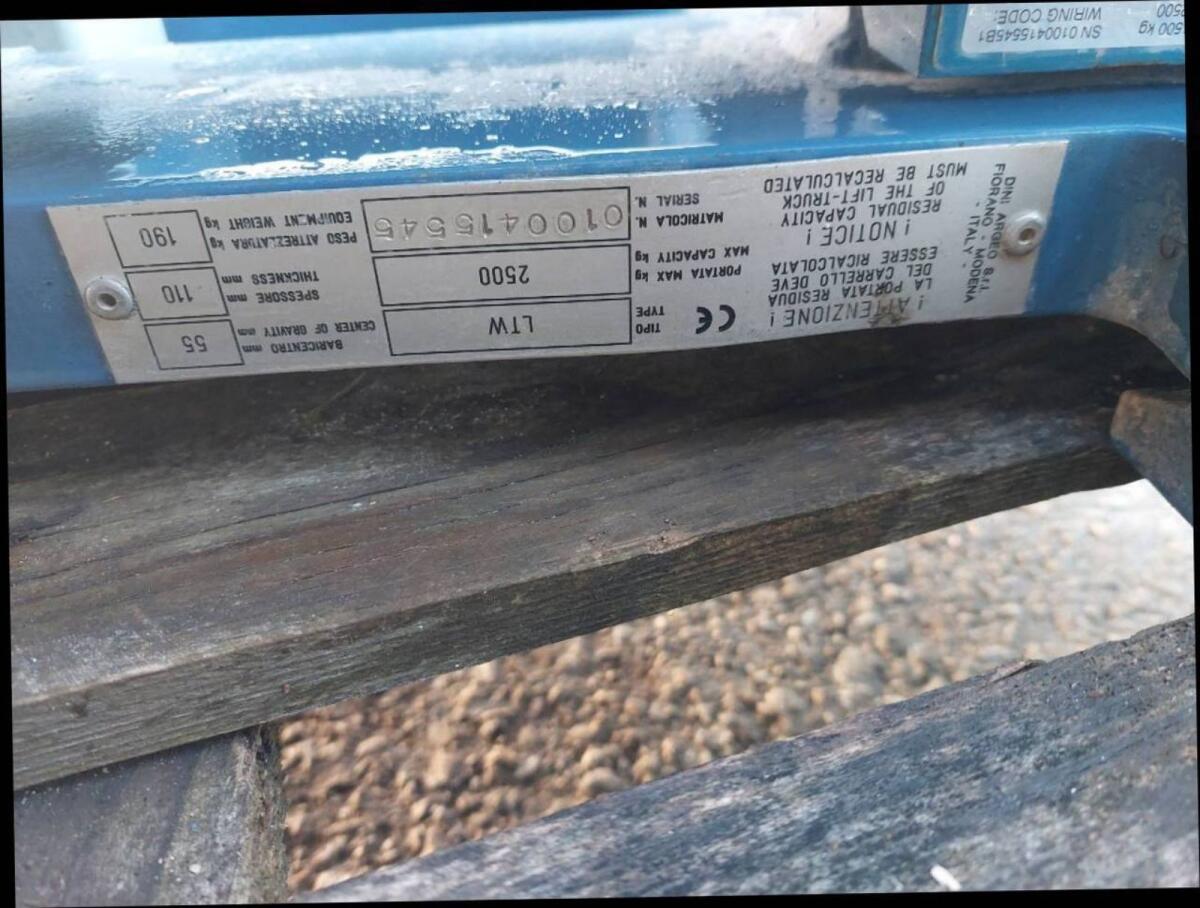 DINI ARGEO S.r.l.
FIORANO - MODENA
- ITALY -
! ATTENZIONE !
LA PORTATA RESIDUA
DEL CARRELLO DEVE
ESSERE RICALCOLATA
! NOTICE !
RESIDUAL CAPACITY
OF THE LIFT-TRUCK
MUST BE RECALCULATED
CE
TIPO
TYPE
LTW
PORTATA MAX kg
MAX CAPACITY kg
2500
MATRICOLA N.
SERIAL N.
0100415545
BARICENTRO mm
CENTER OF GRAVITY mm
55
SPESSORE mm
THICKNESS mm
110
PESO ATTREZZATURA kg
EQUIPMENT WEIGHT kg
190
WIRING CODE:
500 kg SN 0100415545B1